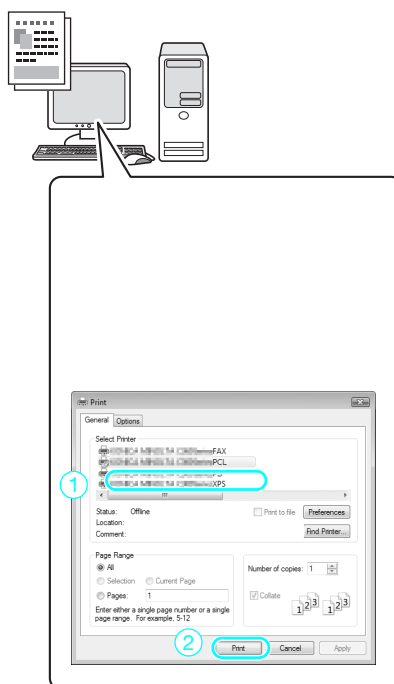 Print
General Options
Select Printer
FAX
PCL
PS
XPS
1
Status: Offline
Location:
Comment:
Print to file Preferences
Find Printer...
Page Range
All
Selection Current Page
Pages: 1
Enter either a single page number or a single
page range. For example, 5-12
Number of copies: 1
Collate
1 2 3 1 2 3
2
Print Cancel Apply